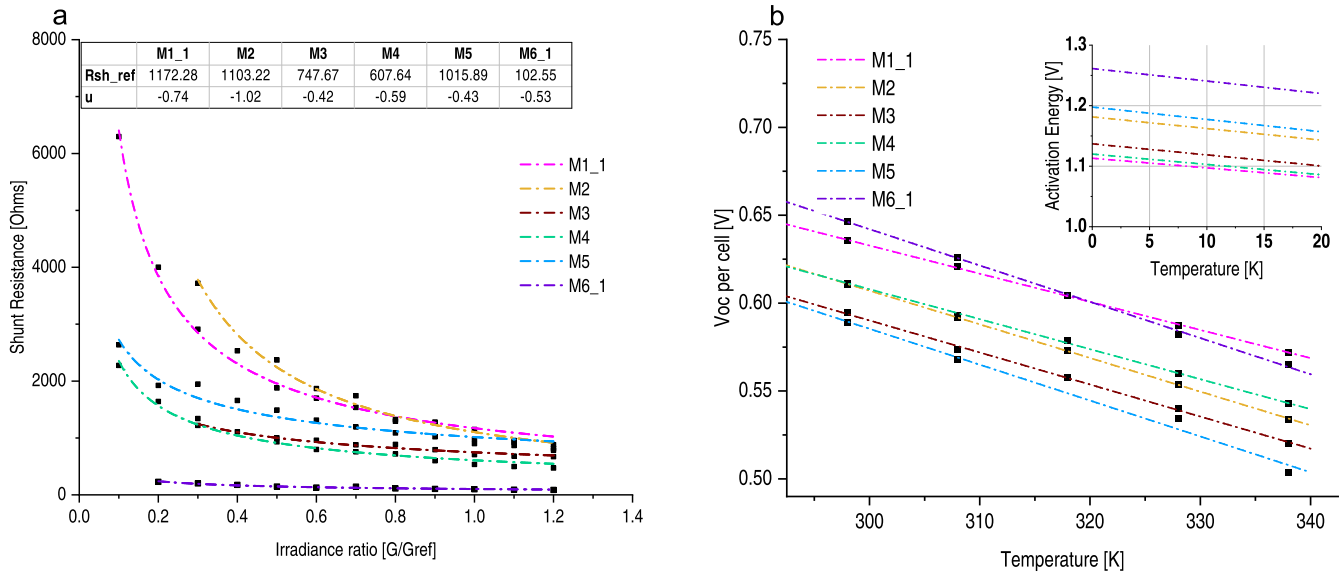 a
8000
6000
4000
2000
0
Shunt Resistance [Ohms]
M1_1 M2 M3 M4 M5 M6_1
Rsh_ref 1172.28 1103.22 747.67 607.64 1015.89 102.55
u -0.74 -1.02 -0.42 -0.59 -0.43 -0.53
M1_1
M2
M3
M4
M5
M6_1
0.0 0.2 0.4 0.6 0.8 1.0 1.2 1.4
Irradiance ratio [G/Gref]
b
0.75
0.70
0.65
0.60
0.55
0.50
Voc per cell [V]
M1_1
M2
M3
M4
M5
M6_1
1.3
1.2
1.1
1.0
Activation Energy [V]
0 5 10 15 20
Temperature [K]
300 310 320 330 340
Temperature [K]